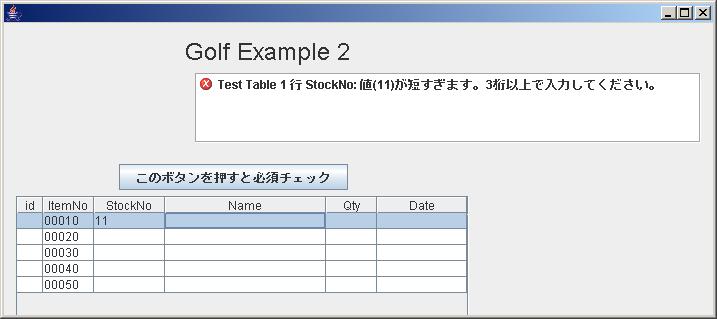 Golf Example 2
Test Table 1 行 StockNo: 値(11)が短すぎます。3桁以上で入力してください。
このボタンを押すと必須チェック
id ItemNo StockNo Name Qty Date
00010 11
00020
00030
00040
00050